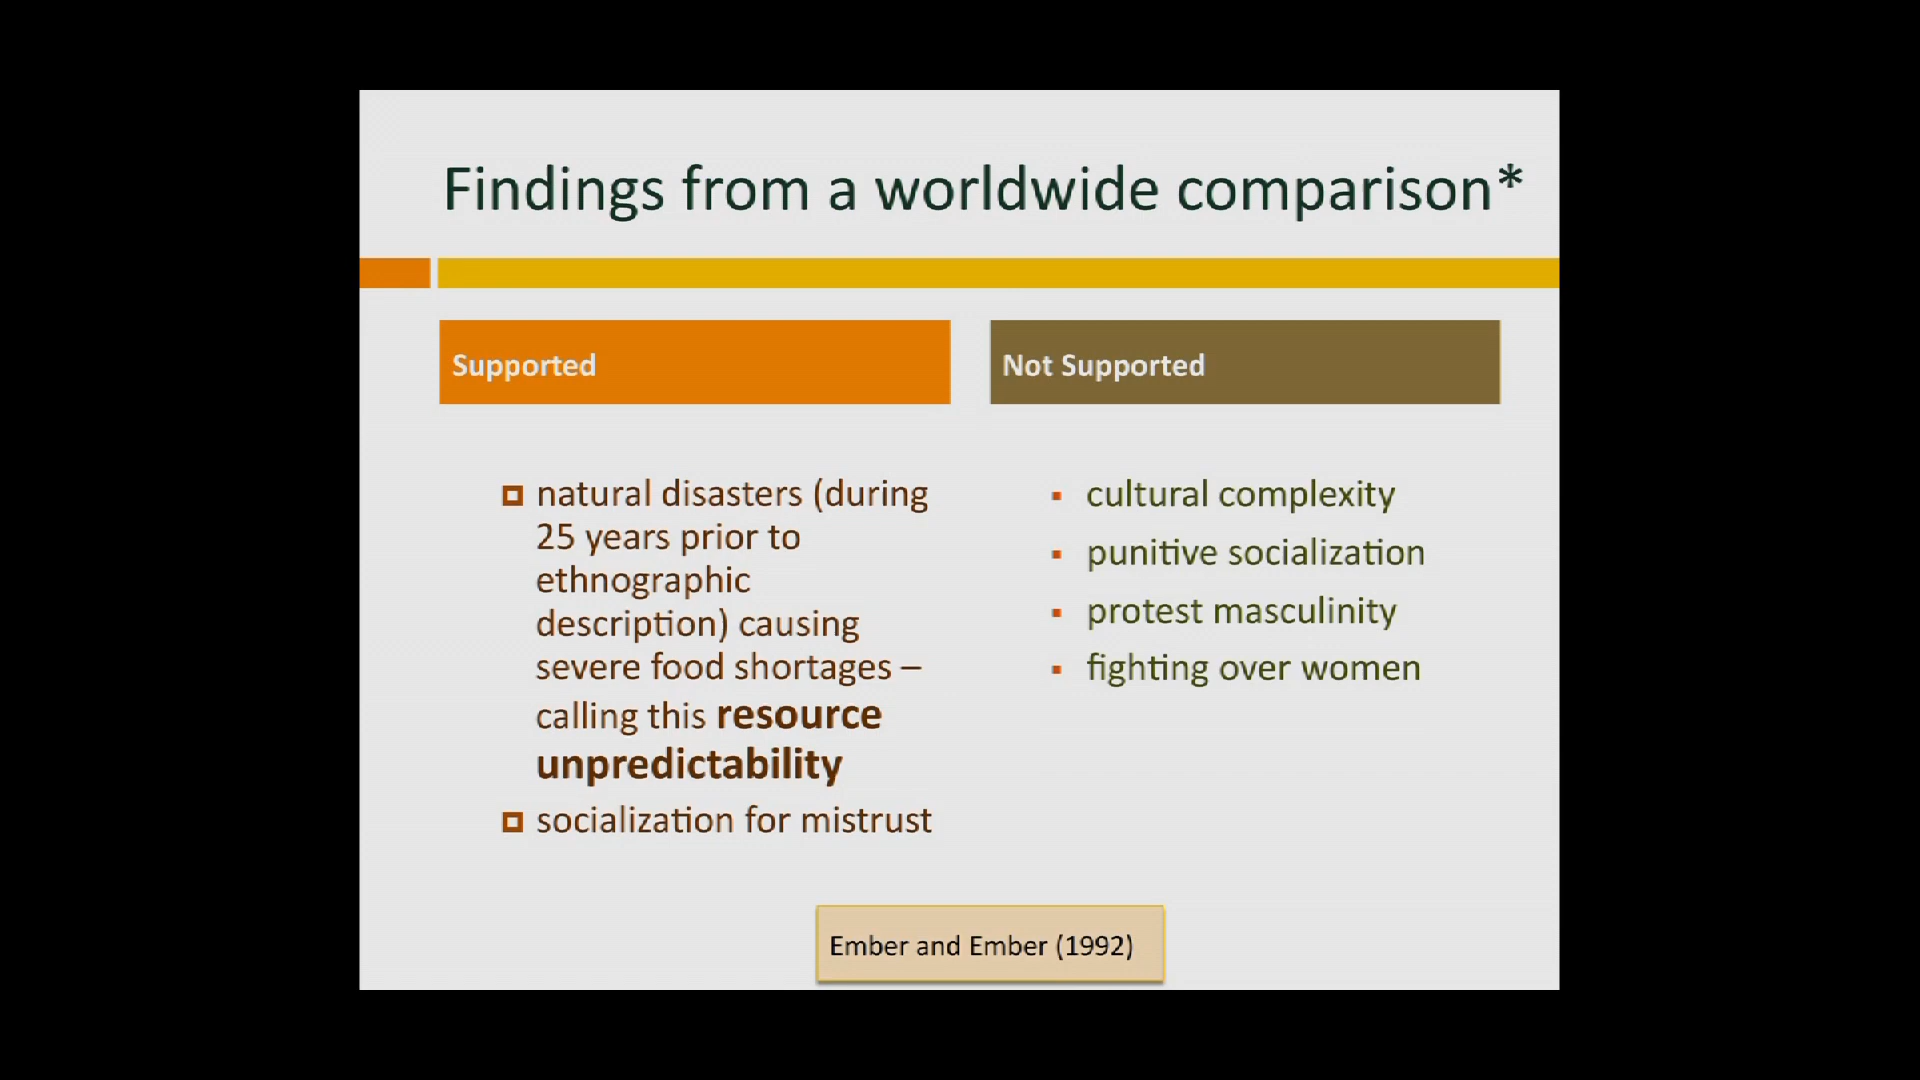 Findings from a worldwide comparison*
Supported
natural disasters (during
25 years prior to
ethnographic
description) causing
severe food shortages –
calling this resource
unpredictability
socialization for mistrust
Not Supported
cultural complexity
punitive socialization
protest masculinity
fighting over women
Ember and Ember (1992)